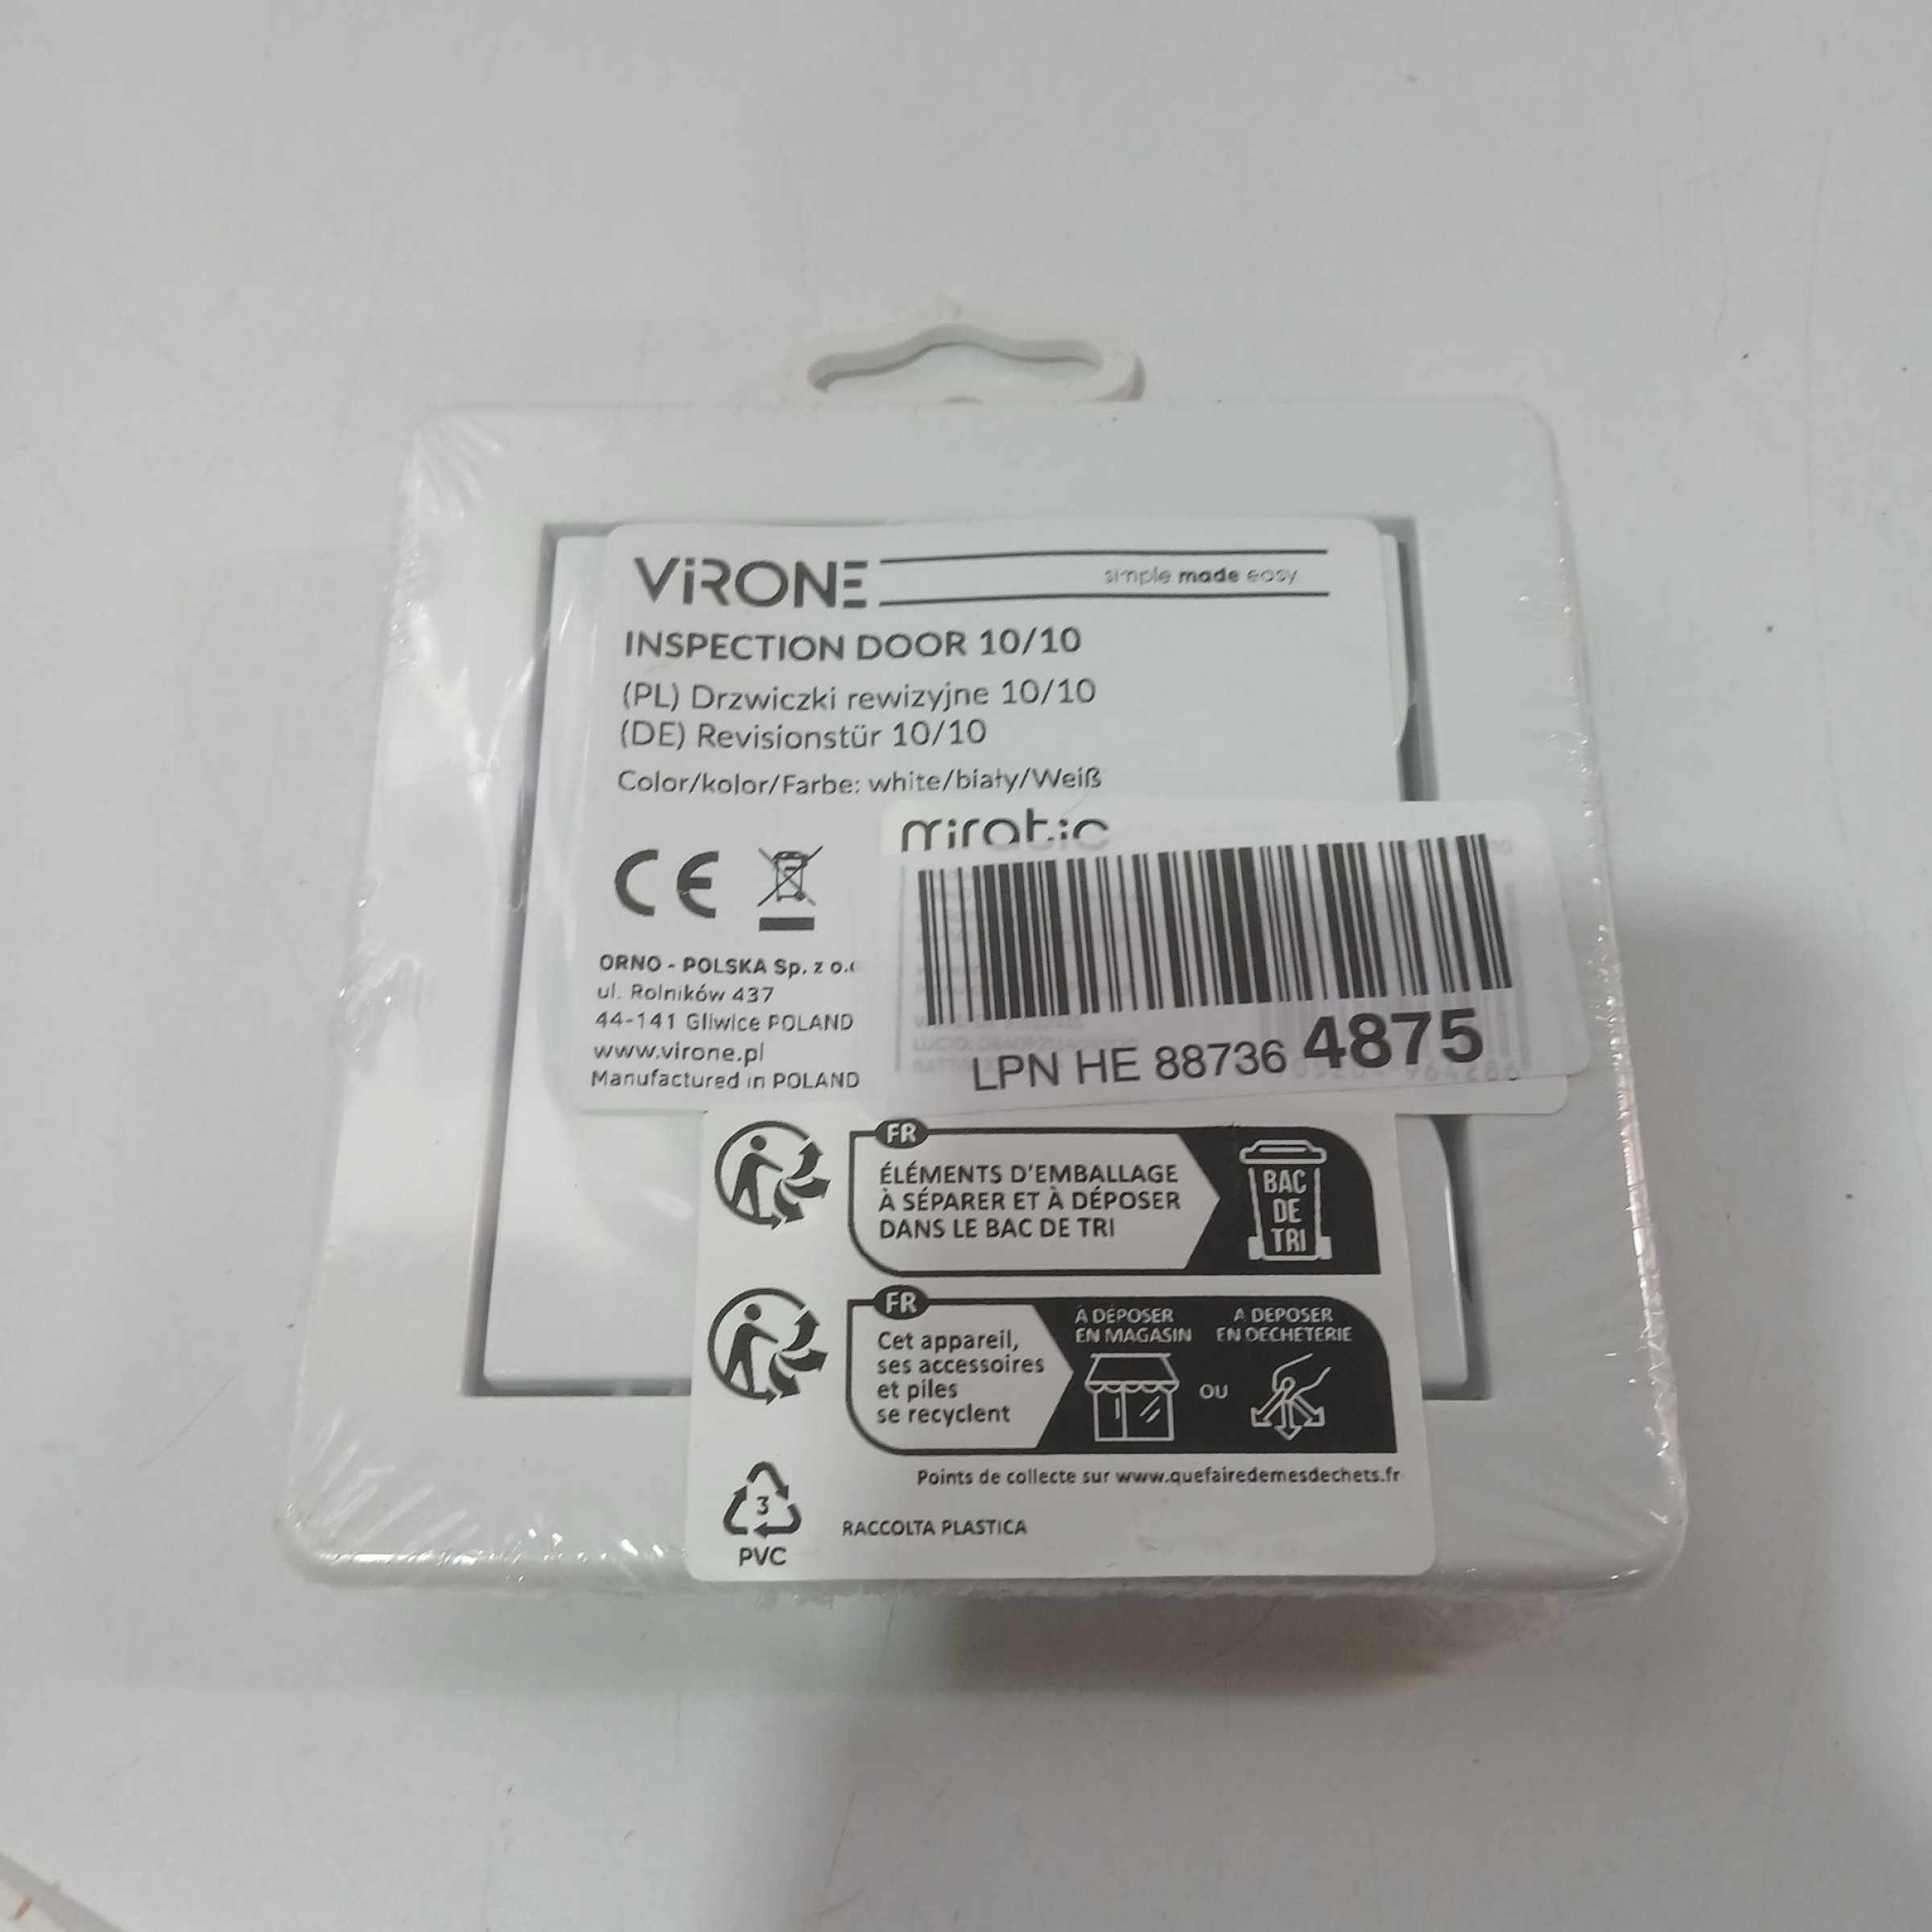 ViRONE
simple made easy
INSPECTION DOOR 10/10
(PL) Drzwiczki rewizyjne 10/10
(DE) Revisionstür 10/10
Color/kolor/Farbe: white/biały/Weiß
CE
ORNO - POLSKA Sp. z o.
ul. Rolników 437
44-141 Gliwice POLAND
www.virone.pl
Manufactured in POLAND
LPN HE 88736 4875
FR
ÉLÉMENTS D'EMBALLAGE
À SÉPARER ET À DÉPOSER
DANS LE BAC DE TRI
BAC
DE
TRI
FR
Cet appareil,
ses accessoires
et piles
se recyclent
À DÉPOSER
EN MAGASIN
OU
A DEPOSER
EN DECHETERIE
Points de collecte sur www.quefairedemesdechets.fr
3
PVC
RACCOLTA PLASTICA